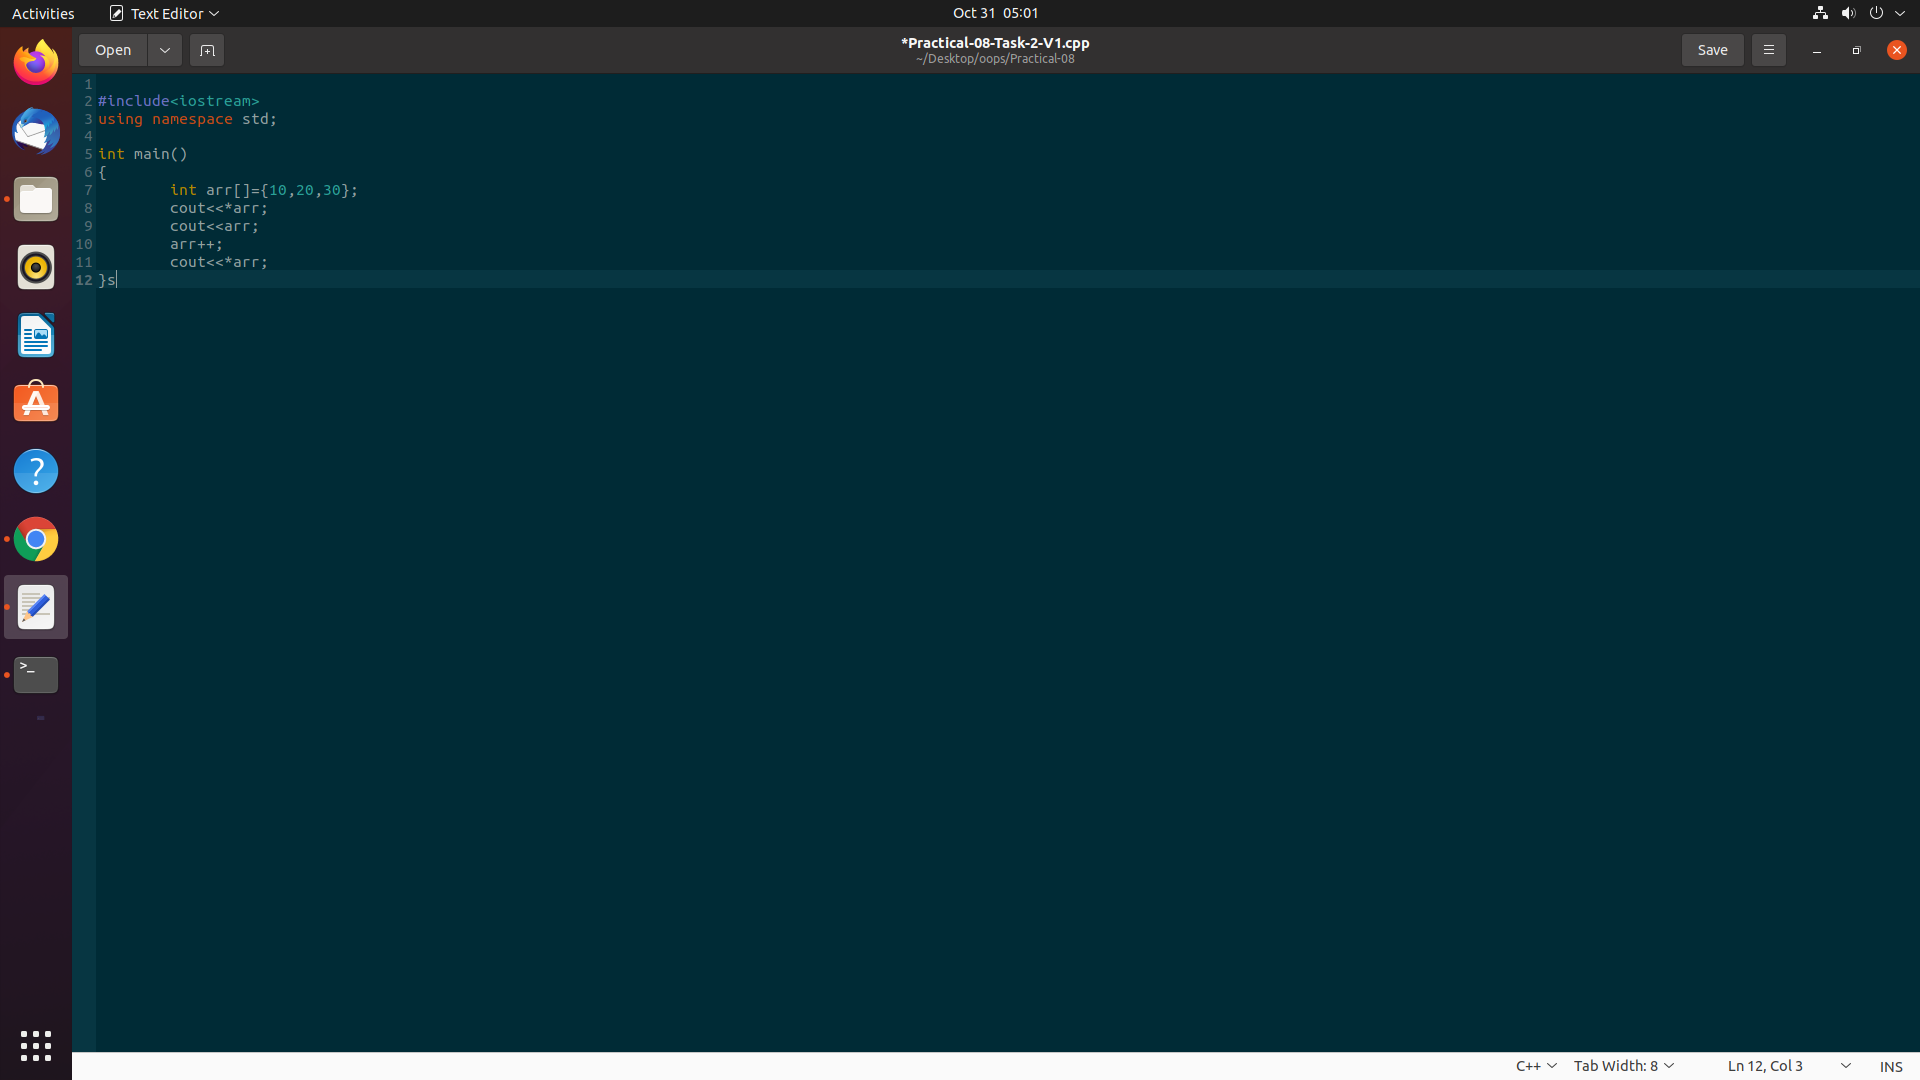 Activities
Text Editor
Oct 31 05:01
Open
*Practical-08-Task-2-V1.cpp
~/Desktop/oops/Practical-08
Save
1
2 #include<iostream>
3 using namespace std;
4
5 int main()
6 {
7 int arr[]={10,20,30};
8 cout<<*arr;
9 cout<<arr;
10 arr++;
11 cout<<*arr;
12 }s
>_
C++
Tab Width: 8
Ln 12, Col 3
INS